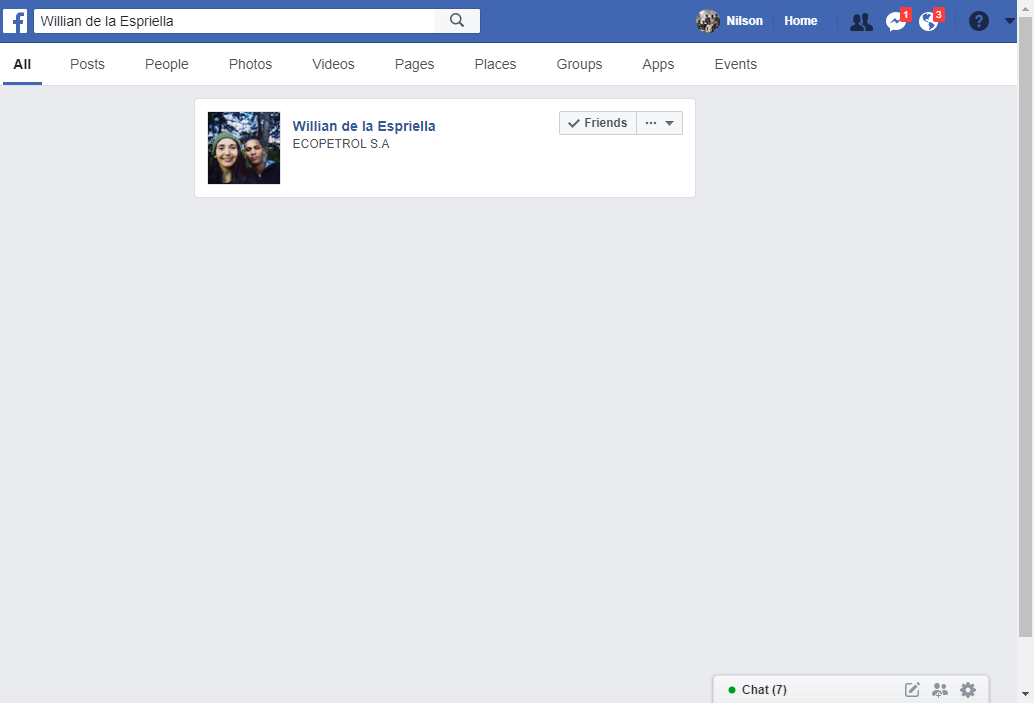 Willian de la Espriella
Nilson
Home
1
3
?
All
Posts
People
Photos
Videos
Pages
Places
Groups
Apps
Events
Willian de la Espriella
ECOPETROL S.A
Friends
Chat (7)